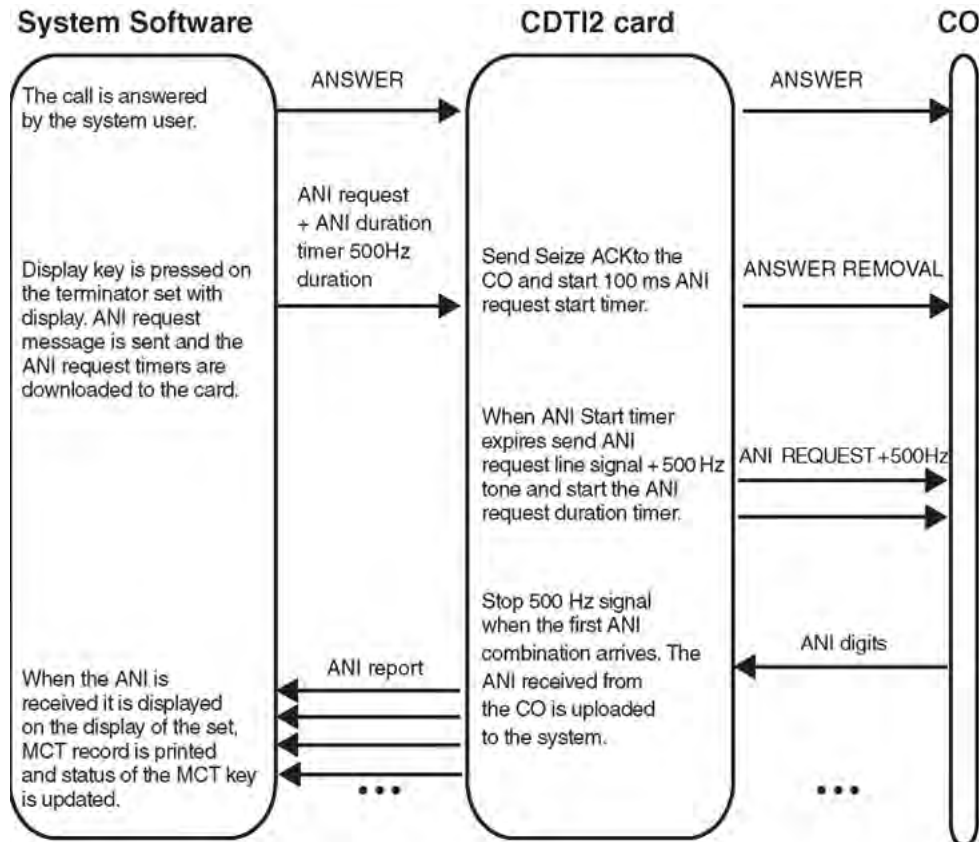 System Software
CDTI2 card
CO
The call is answered
by the system user.
ANSWER
ANSWER
ANI request
+ ANI duration
timer 500Hz
duration
Display key is pressed on
the terminator set with
display. ANI request
message is sent and the
ANI request timers are
downloaded to the card.
Send Seize ACKto the
CO and start 100 ms ANI
request start timer.
ANSWER REMOVAL
When ANI Start timer
expires send ANI
request line signal + 500 Hz
tone and start the ANI
request duration timer.
ANI REQUEST +500Hz
Stop 500 Hz signal
when the first ANI
combination arrives. The
ANI received from
the CO is uploaded
to the system.
ANI digits
ANI report
When the ANI is
received it is displayed
on the display of the set,
MCT record is printed
and status of the MCT key
is updated.
...
...